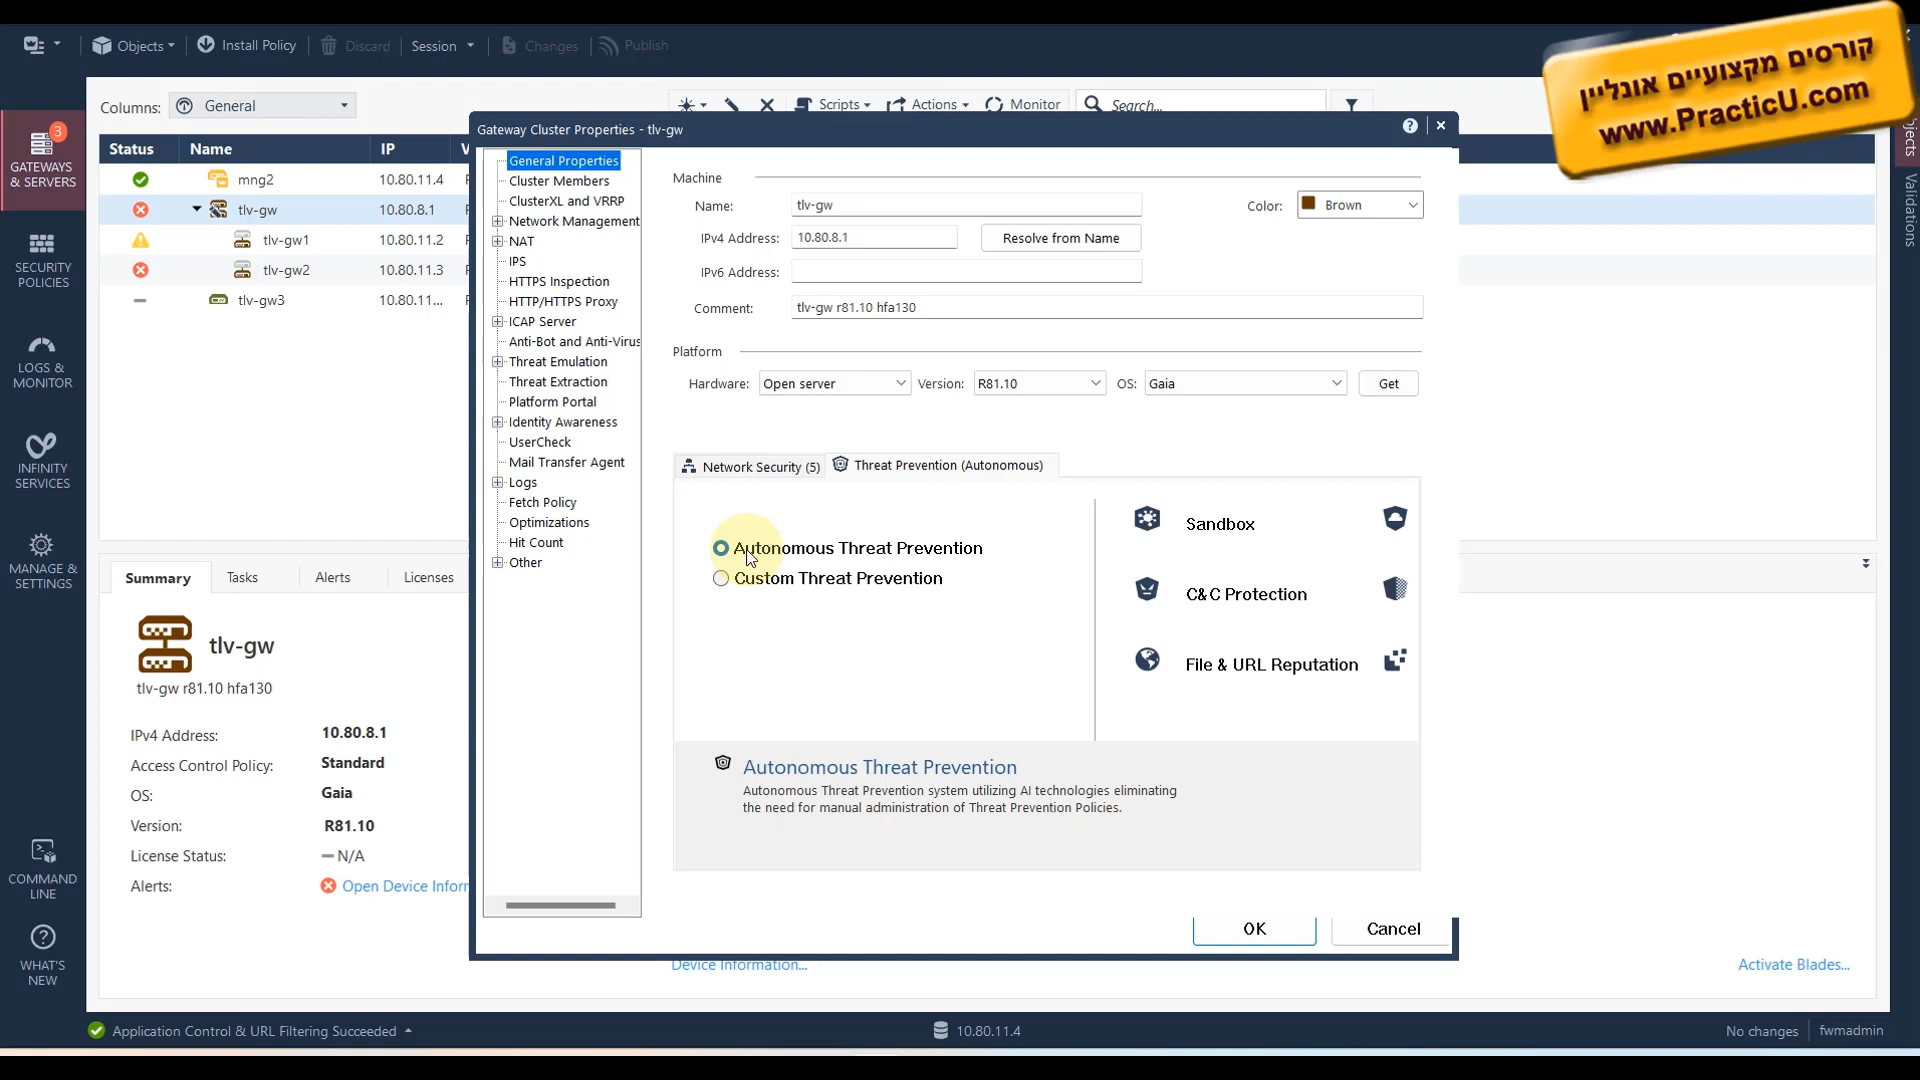 Objects
Install Policy
Discard
Session
Changes
Publish
קורסים מקצועיים אונליין
www.PracticU.com
Columns:
General
Scripts
Actions
Monitor
Search...
Status
Name
IP
mng2
10.80.11.4
tlv-gw
10.80.8.1
tlv-gw1
10.80.11.2
tlv-gw2
10.80.11.3
tlv-gw3
10.80.11...
3
GATEWAYS
& SERVERS
SECURITY
POLICIES
LOGS &
MONITOR
INFINITY
SERVICES
MANAGE &
SETTINGS
COMMAND
LINE
WHAT'S
NEW
Gateway Cluster Properties - tlv-gw
General Properties
Cluster Members
ClusterXL and VRRP
Network Management
NAT
IPS
HTTPS Inspection
HTTP/HTTPS Proxy
ICAP Server
Anti-Bot and Anti-Virus
Threat Emulation
Threat Extraction
Platform Portal
Identity Awareness
UserCheck
Mail Transfer Agent
Logs
Fetch Policy
Optimizations
Hit Count
Other
Machine
Name:
tlv-gw
Color:
Brown
IPv4 Address:
10.80.8.1
Resolve from Name
IPv6 Address:
Comment:
tlv-gw r81.10 hfa130
Platform
Hardware:
Open server
Version:
R81.10
OS:
Gaia
Get
Network Security (5)
Threat Prevention (Autonomous)
Autonomous Threat Prevention
Custom Threat Prevention
Sandbox
C&C Protection
File & URL Reputation
Autonomous Threat Prevention
Autonomous Threat Prevention system utilizing AI technologies eliminating
the need for manual administration of Threat Prevention Policies.
OK
Cancel
Summary
Tasks
Alerts
Licenses
tlv-gw
tlv-gw r81.10 hfa130
IPv4 Address:
10.80.8.1
Access Control Policy:
Standard
OS:
Gaia
Version:
R81.10
License Status:
N/A
Alerts:
Open Device Inforn
Device Information...
Activate Blades...
Validations
Application Control & URL Filtering Succeeded
10.80.11.4
No changes
fwmadmin